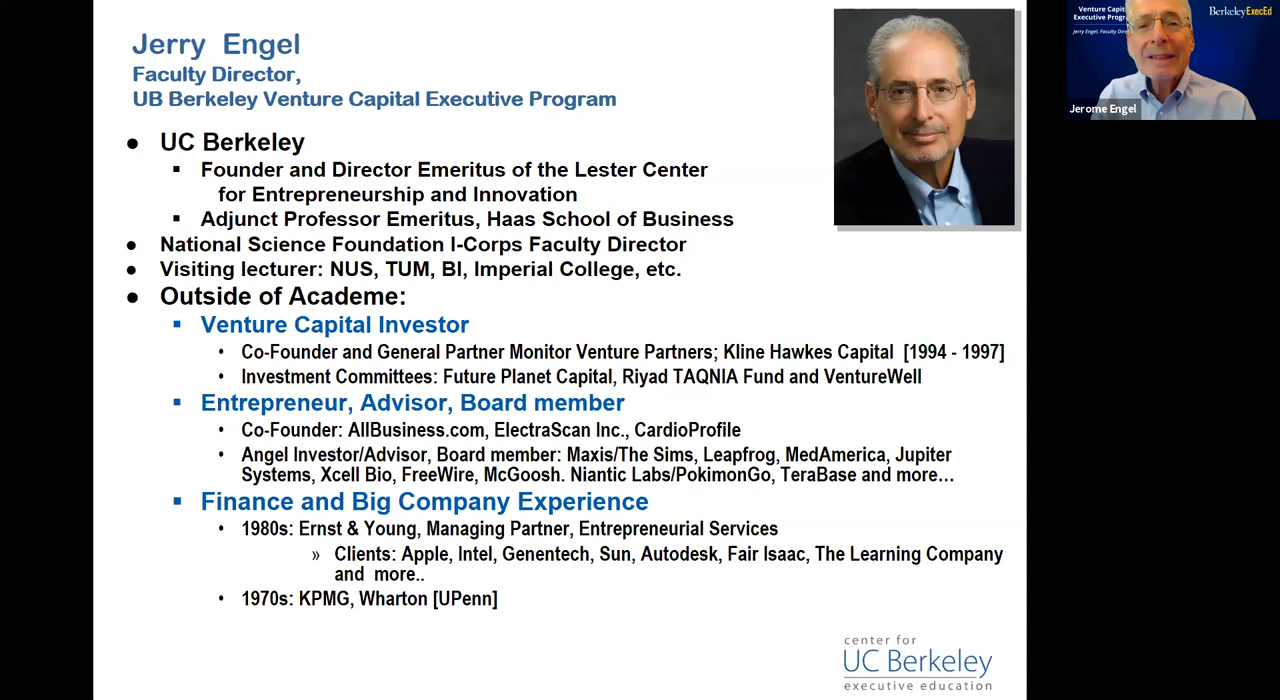 Jerry Engel
Faculty Director,
UB Berkeley Venture Capital Executive Program
● UC Berkeley
▪ Founder and Director Emeritus of the Lester Center
for Entrepreneurship and Innovation
▪ Adjunct Professor Emeritus, Haas School of Business
● National Science Foundation I-Corps Faculty Director
● Visiting lecturer: NUS, TUM, BI, Imperial College, etc.
● Outside of Academe:
▪ Venture Capital Investor
• Co-Founder and General Partner Monitor Venture Partners; Kline Hawkes Capital [1994 - 1997]
• Investment Committees: Future Planet Capital, Riyad TAQNIA Fund and VentureWell
▪ Entrepreneur, Advisor, Board member
• Co-Founder: AllBusiness.com, ElectraScan Inc., CardioProfile
• Angel Investor/Advisor, Board member: Maxis/The Sims, Leapfrog, MedAmerica, Jupiter
Systems, Xcell Bio, FreeWire, McGoosh. Niantic Labs/PokimonGo, TeraBase and more…
▪ Finance and Big Company Experience
• 1980s: Ernst & Young, Managing Partner, Entrepreneurial Services
» Clients: Apple, Intel, Genentech, Sun, Autodesk, Fair Isaac, The Learning Company
and more..
• 1970s: KPMG, Wharton [UPenn]
center for
UC Berkeley
executive education
Venture
Executive
Jerry Engel, Faculty
Berkeley ExecEd
Jerome Engel